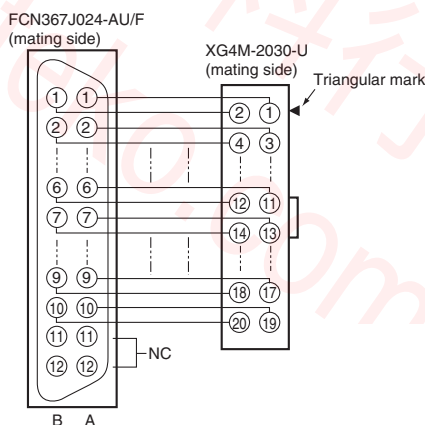 FCN367J024-AU/F
(mating side)
XG4M-2030-U
(mating side)
Triangular mark
1 1
2 1
2 2
4 3
6 6
12 11
7 7
14 13
9 9
18 17
10 10
20 19
11 11
NC
12 12
B A